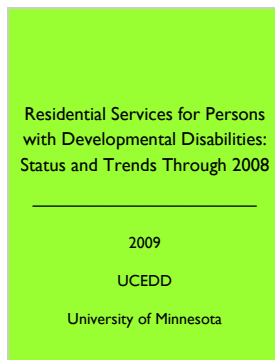 Residential Services for Persons
with Developmental Disabilities:
Status and Trends Through 2008
2009
UCEDD
University of Minnesota